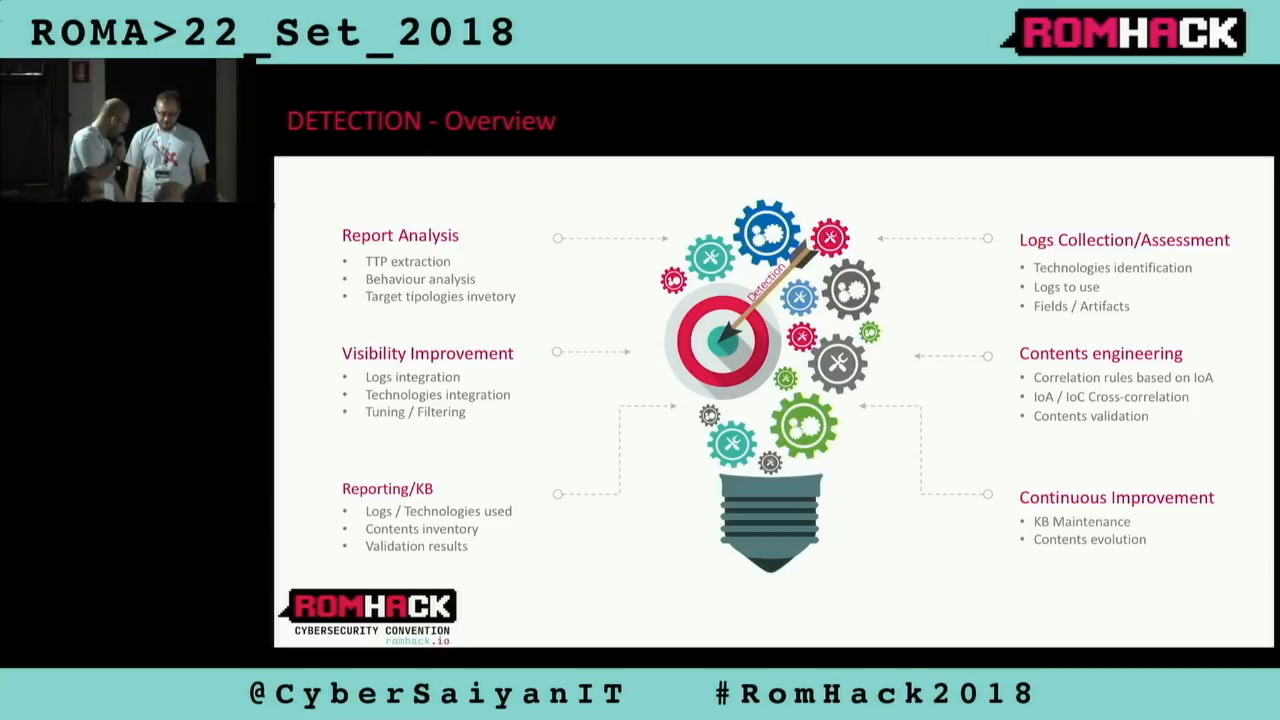 ROMA>22_Set_2018
ROMHACK
DETECTION - Overview
Report Analysis
• TTP extraction
• Behaviour analysis
• Target tipologies invetory
Visibility Improvement
• Logs integration
• Technologies integration
• Tuning / Filtering
Reporting/KB
• Logs / Technologies used
• Contents inventory
• Validation results
Detection
Logs Collection/Assessment
• Technologies identification
• Logs to use
• Fields / Artifacts
Contents engineering
• Correlation rules based on IoA
• IoA / IoC Cross-correlation
• Contents validation
Continuous Improvement
• KB Maintenance
• Contents evolution
ROMHACK
CYBERSECURITY CONVENTION
romhack.io
@CyberSaiyanIT #RomHack2018